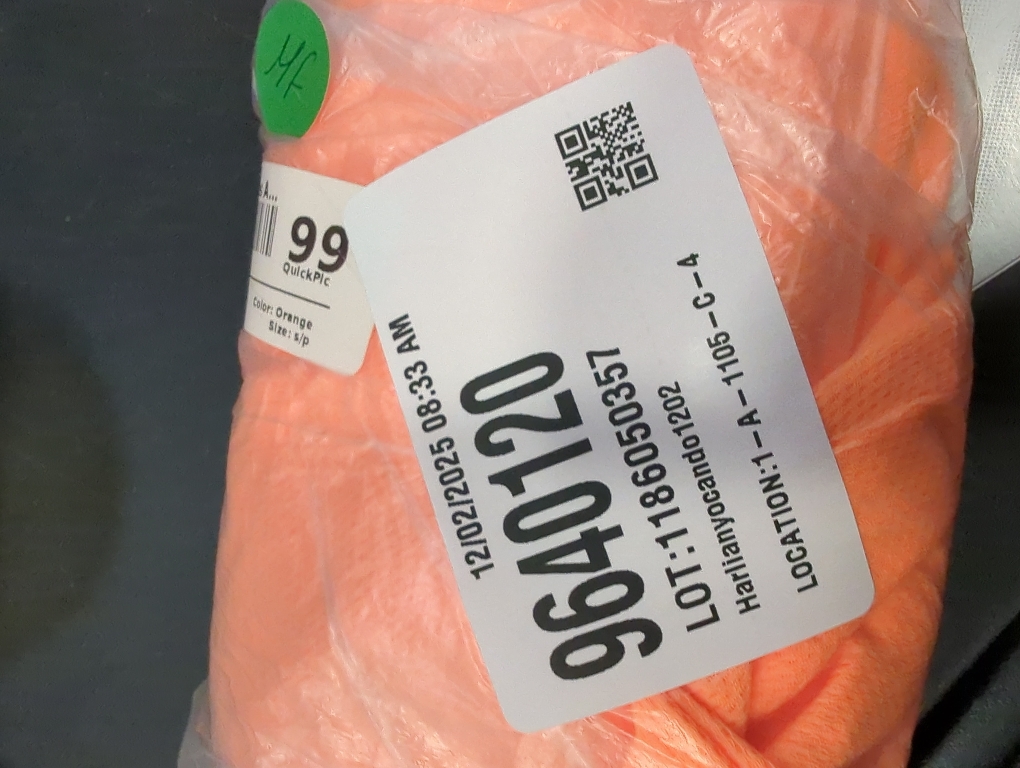 MF
A...
99
QuickPic
Color: Orange
Size: s/p
12/02/2025 08:33 AM
9640120
LOT:1186050357
Harlianyocando1202
LOCATION:1-A-1105-C-4